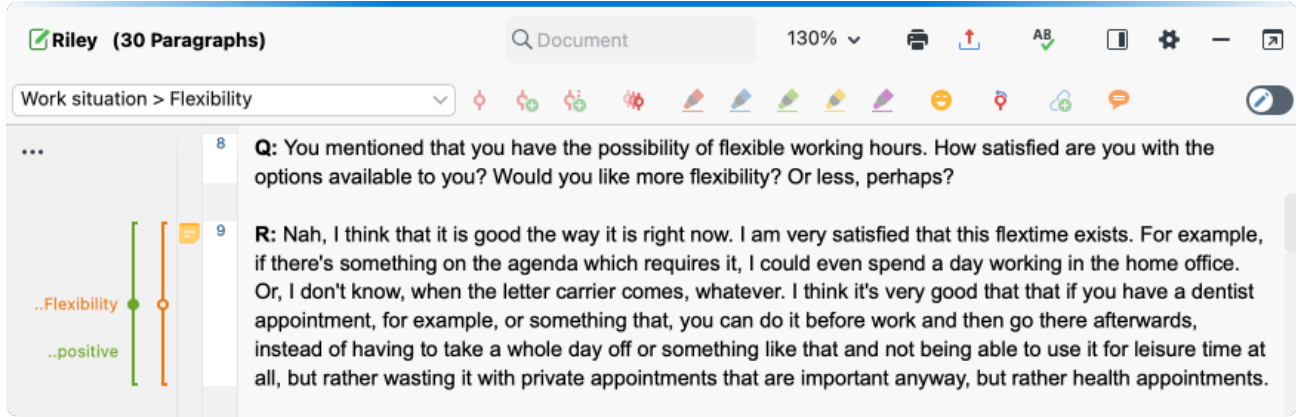 Riley (30 Paragraphs)
Document
130%
AB
Work situation > Flexibility
8
Q: You mentioned that you have the possibility of flexible working hours. How satisfied are you with the
options available to you? Would you like more flexibility? Or less, perhaps?
9
R: Nah, I think that it is good the way it is right now. I am very satisfied that this flextime exists. For example,
if there's something on the agenda which requires it, I could even spend a day working in the home office.
Or, I don't know, when the letter carrier comes, whatever. I think it's very good that that if you have a dentist
appointment, for example, or something that, you can do it before work and then go there afterwards,
instead of having to take a whole day off or something like that and not being able to use it for leisure time at
all, but rather wasting it with private appointments that are important anyway, but rather health appointments.
..Flexibility
..positive